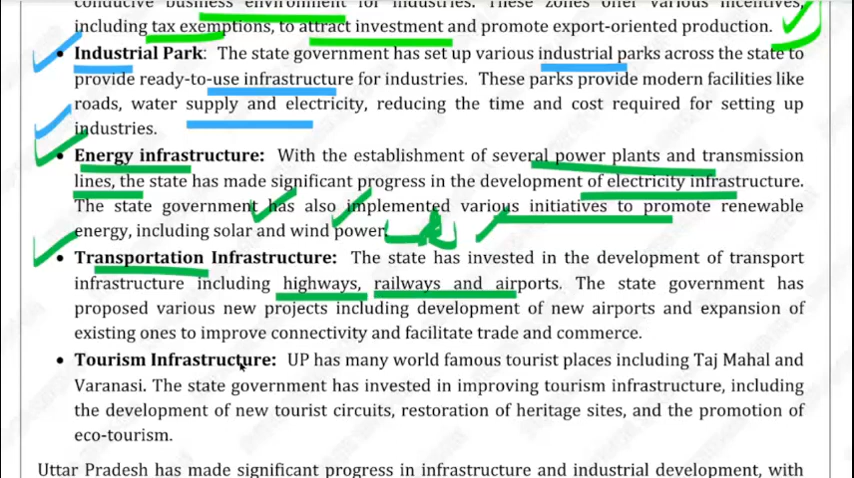 conducive business environment for industries. These zones offer various incentives,
including tax exemptions, to attract investment and promote export-oriented production.
• Industrial Park: The state government has set up various industrial parks across the state to
provide ready-to-use infrastructure for industries. These parks provide modern facilities like
roads, water supply and electricity, reducing the time and cost required for setting up
industries.
• Energy infrastructure: With the establishment of several power plants and transmission
lines, the state has made significant progress in the development of electricity infrastructure.
The state government has also implemented various initiatives to promote renewable
energy, including solar and wind power.
• Transportation Infrastructure: The state has invested in the development of transport
infrastructure including highways, railways and airports. The state government has
proposed various new projects including development of new airports and expansion of
existing ones to improve connectivity and facilitate trade and commerce.
• Tourism Infrastructure: UP has many world famous tourist places including Taj Mahal and
Varanasi. The state government has invested in improving tourism infrastructure, including
the development of new tourist circuits, restoration of heritage sites, and the promotion of
eco-tourism.
Uttar Pradesh has made significant progress in infrastructure and industrial development, with